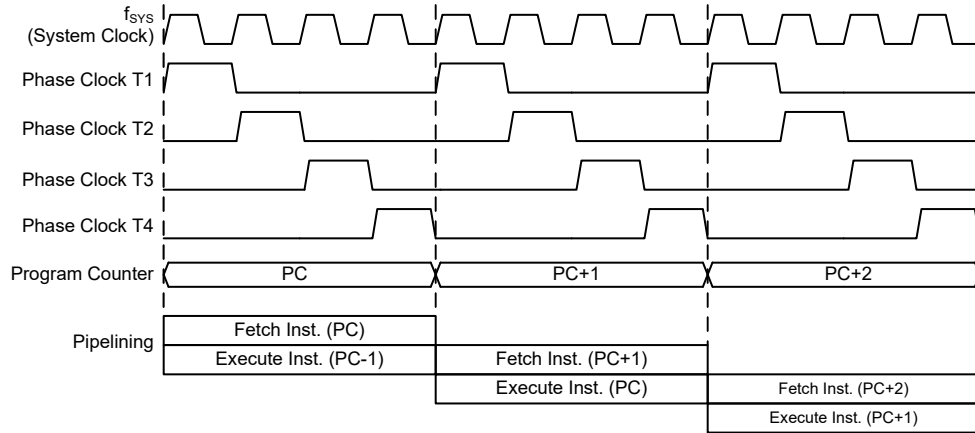 fSYS
(System Clock)
Phase Clock T1
Phase Clock T2
Phase Clock T3
Phase Clock T4
Program Counter PC PC+1 PC+2
Pipelining
Fetch Inst. (PC)
Execute Inst. (PC-1) Fetch Inst. (PC+1)
Execute Inst. (PC) Fetch Inst. (PC+2)
Execute Inst. (PC+1)